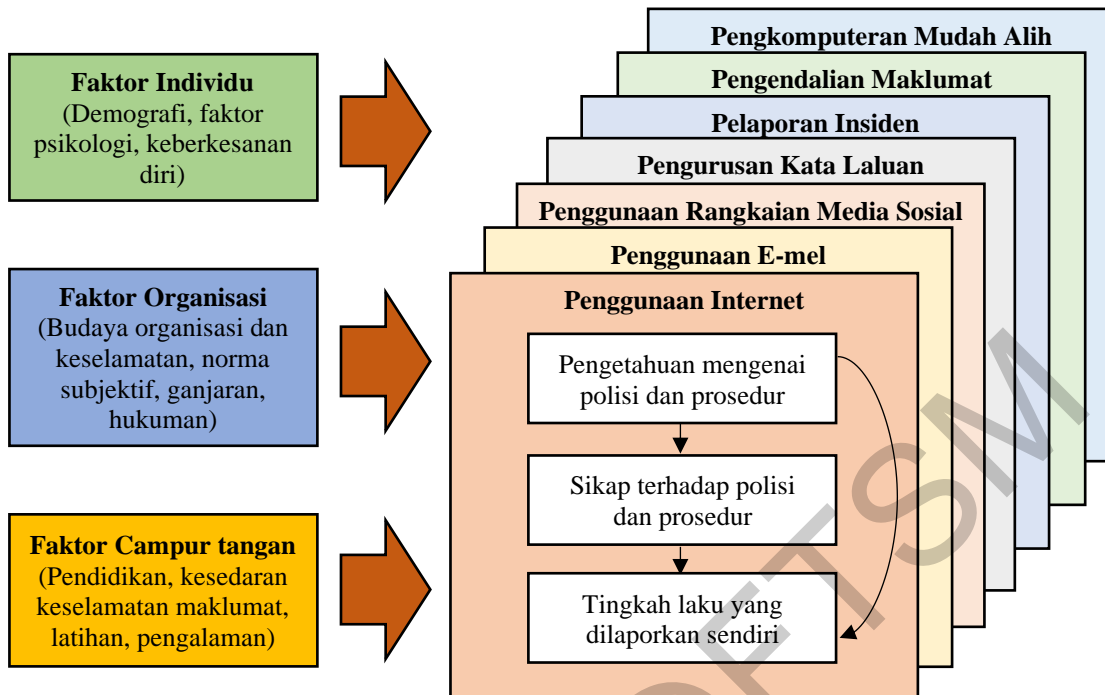 Faktor Individu
(Demografi, faktor
psikologi, keberkesanan
diri)
Faktor Organisasi
(Budaya organisasi dan
keselamatan, norma
subjektif, ganjaran,
hukuman)
Faktor Campur tangan
(Pendidikan, kesedaran
keselamatan maklumat,
latihan, pengalaman)
Pengkomputeran Mudah Alih
Pengendalian Maklumat
Pelaporan Insiden
Pengurusan Kata Laluan
Penggunaan Rangkaian Media Sosial
Penggunaan E-mel
Penggunaan Internet
Pengetahuan mengenai
polisi dan prosedur
Sikap terhadap polisi
dan prosedur
Tingkah laku yang
dilaporkan sendiri
FTSM